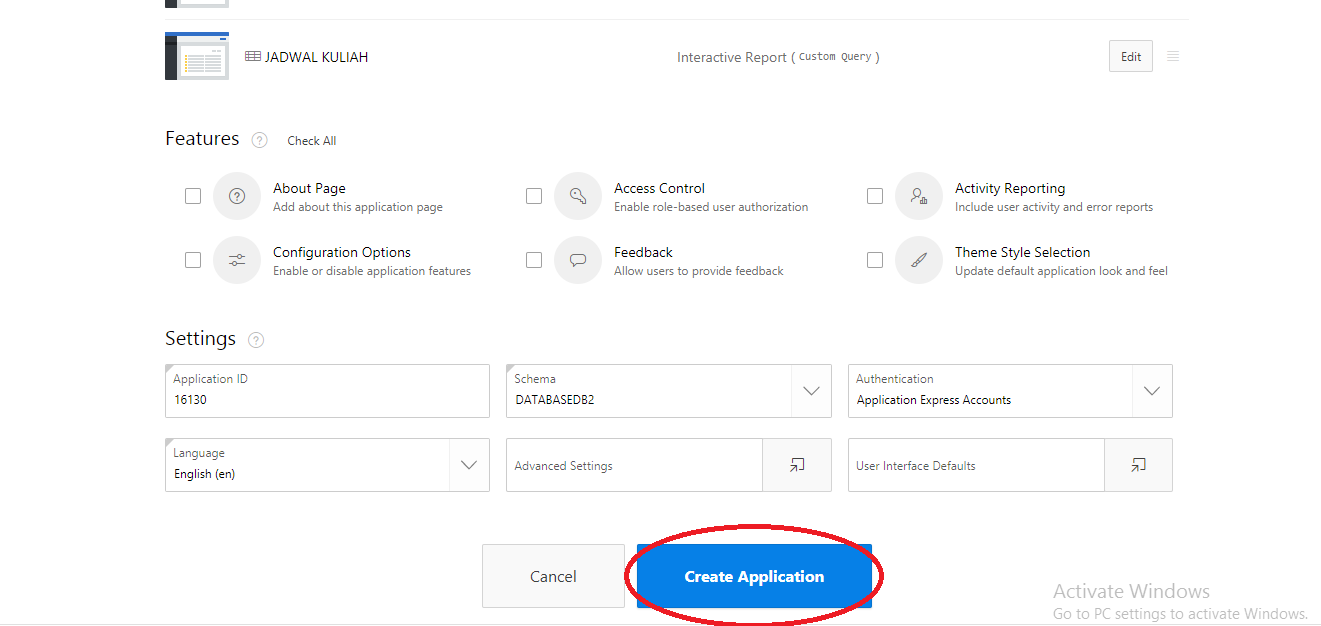 JADWAL KULIAH Interactive Report ( Custom Query ) Edit
Features ? Check All
About Page Access Control Activity Reporting
Add about this application page Enable role-based user authorization Include user activity and error reports
Configuration Options Feedback Theme Style Selection
Enable or disable application features Allow users to provide feedback Update default application look and feel
Settings ?
Application ID Schema Authentication
16130 DATABASEDB2 Application Express Accounts
Language
English (en)
Advanced Settings User Interface Defaults
Cancel Create Application
Activate Windows
Go to PC settings to activate Windows.